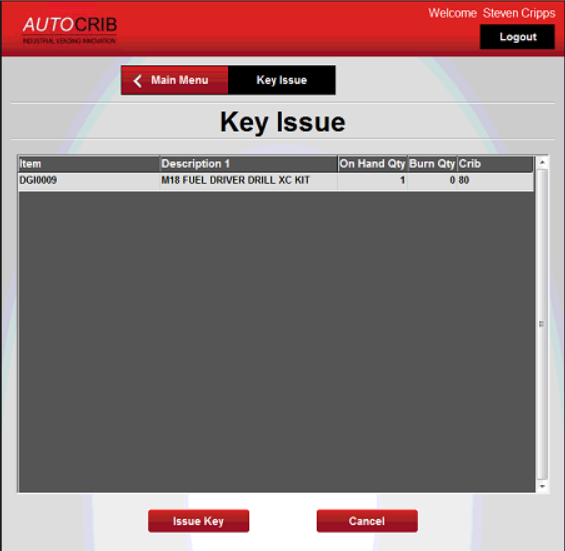 Welcome Steven Cripps
AUTOCRIB
INDUSTRIAL VENDING INNOVATION
Logout
Main Menu
Key Issue
Key Issue
Item Description 1 On Hand Qty Burn Qty Crib
DGI0009 M18 FUEL DRIVER DRILL XC KIT 1 0 80
Issue Key
Cancel